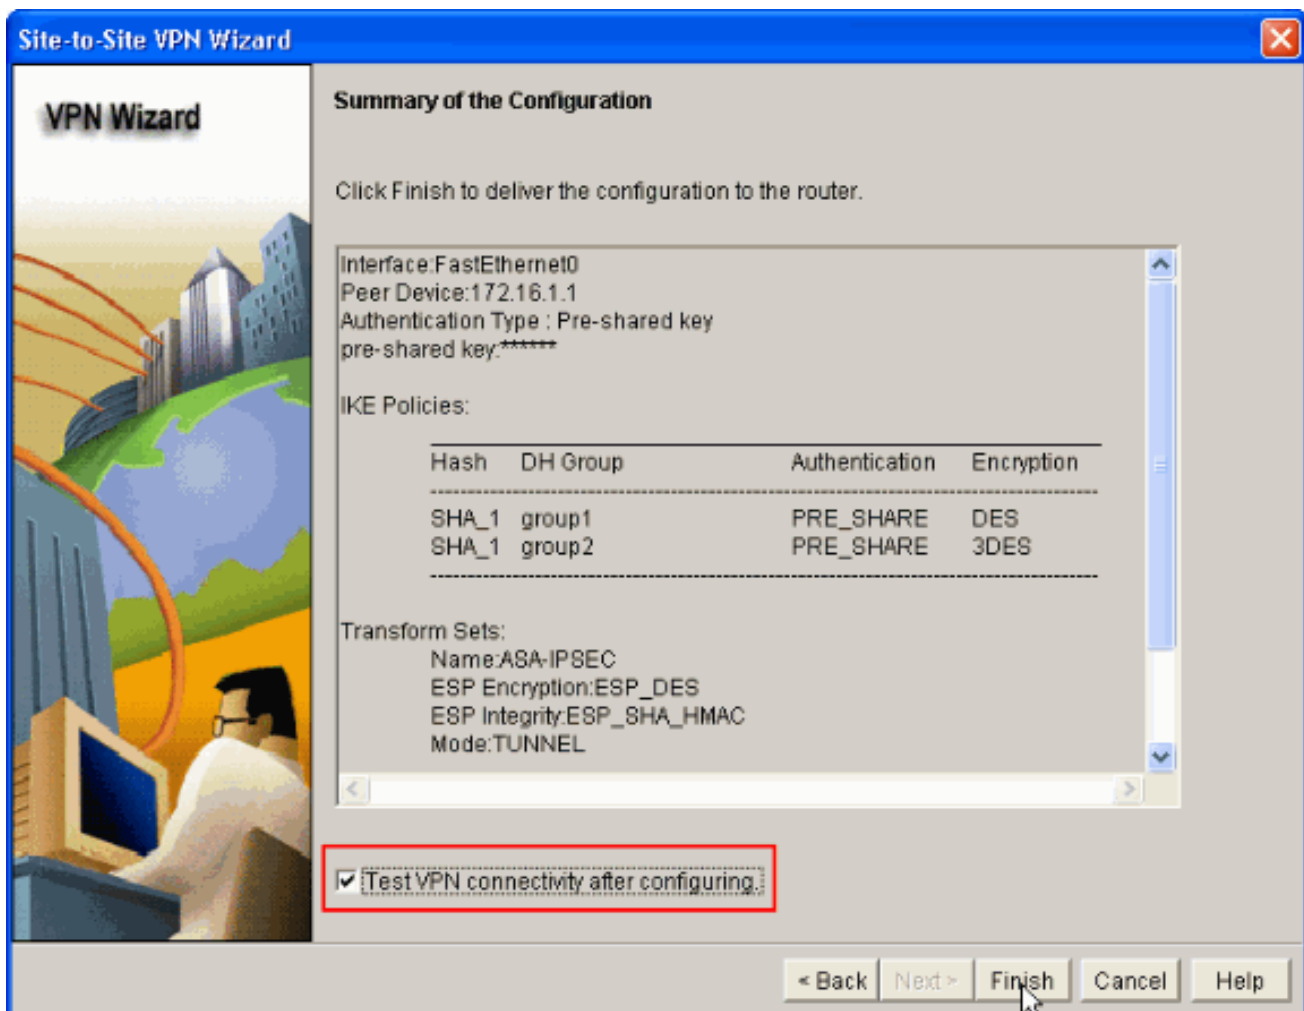 Site-to-Site VPN Wizard
VPN Wizard
Summary of the Configuration
Click Finish to deliver the configuration to the router.
Interface:FastEthernet0
Peer Device:172.16.1.1
Authentication Type : Pre-shared key
pre-shared key:******
IKE Policies:
Hash DH Group Authentication Encryption
SHA_1 group1 PRE_SHARE DES
SHA_1 group2 PRE_SHARE 3DES
Transform Sets:
Name:ASA-IPSEC
ESP Encryption:ESP_DES
ESP Integrity:ESP_SHA_HMAC
Mode:TUNNEL
Test VPN connectivity after configuring.
< Back Next > Finish Cancel Help